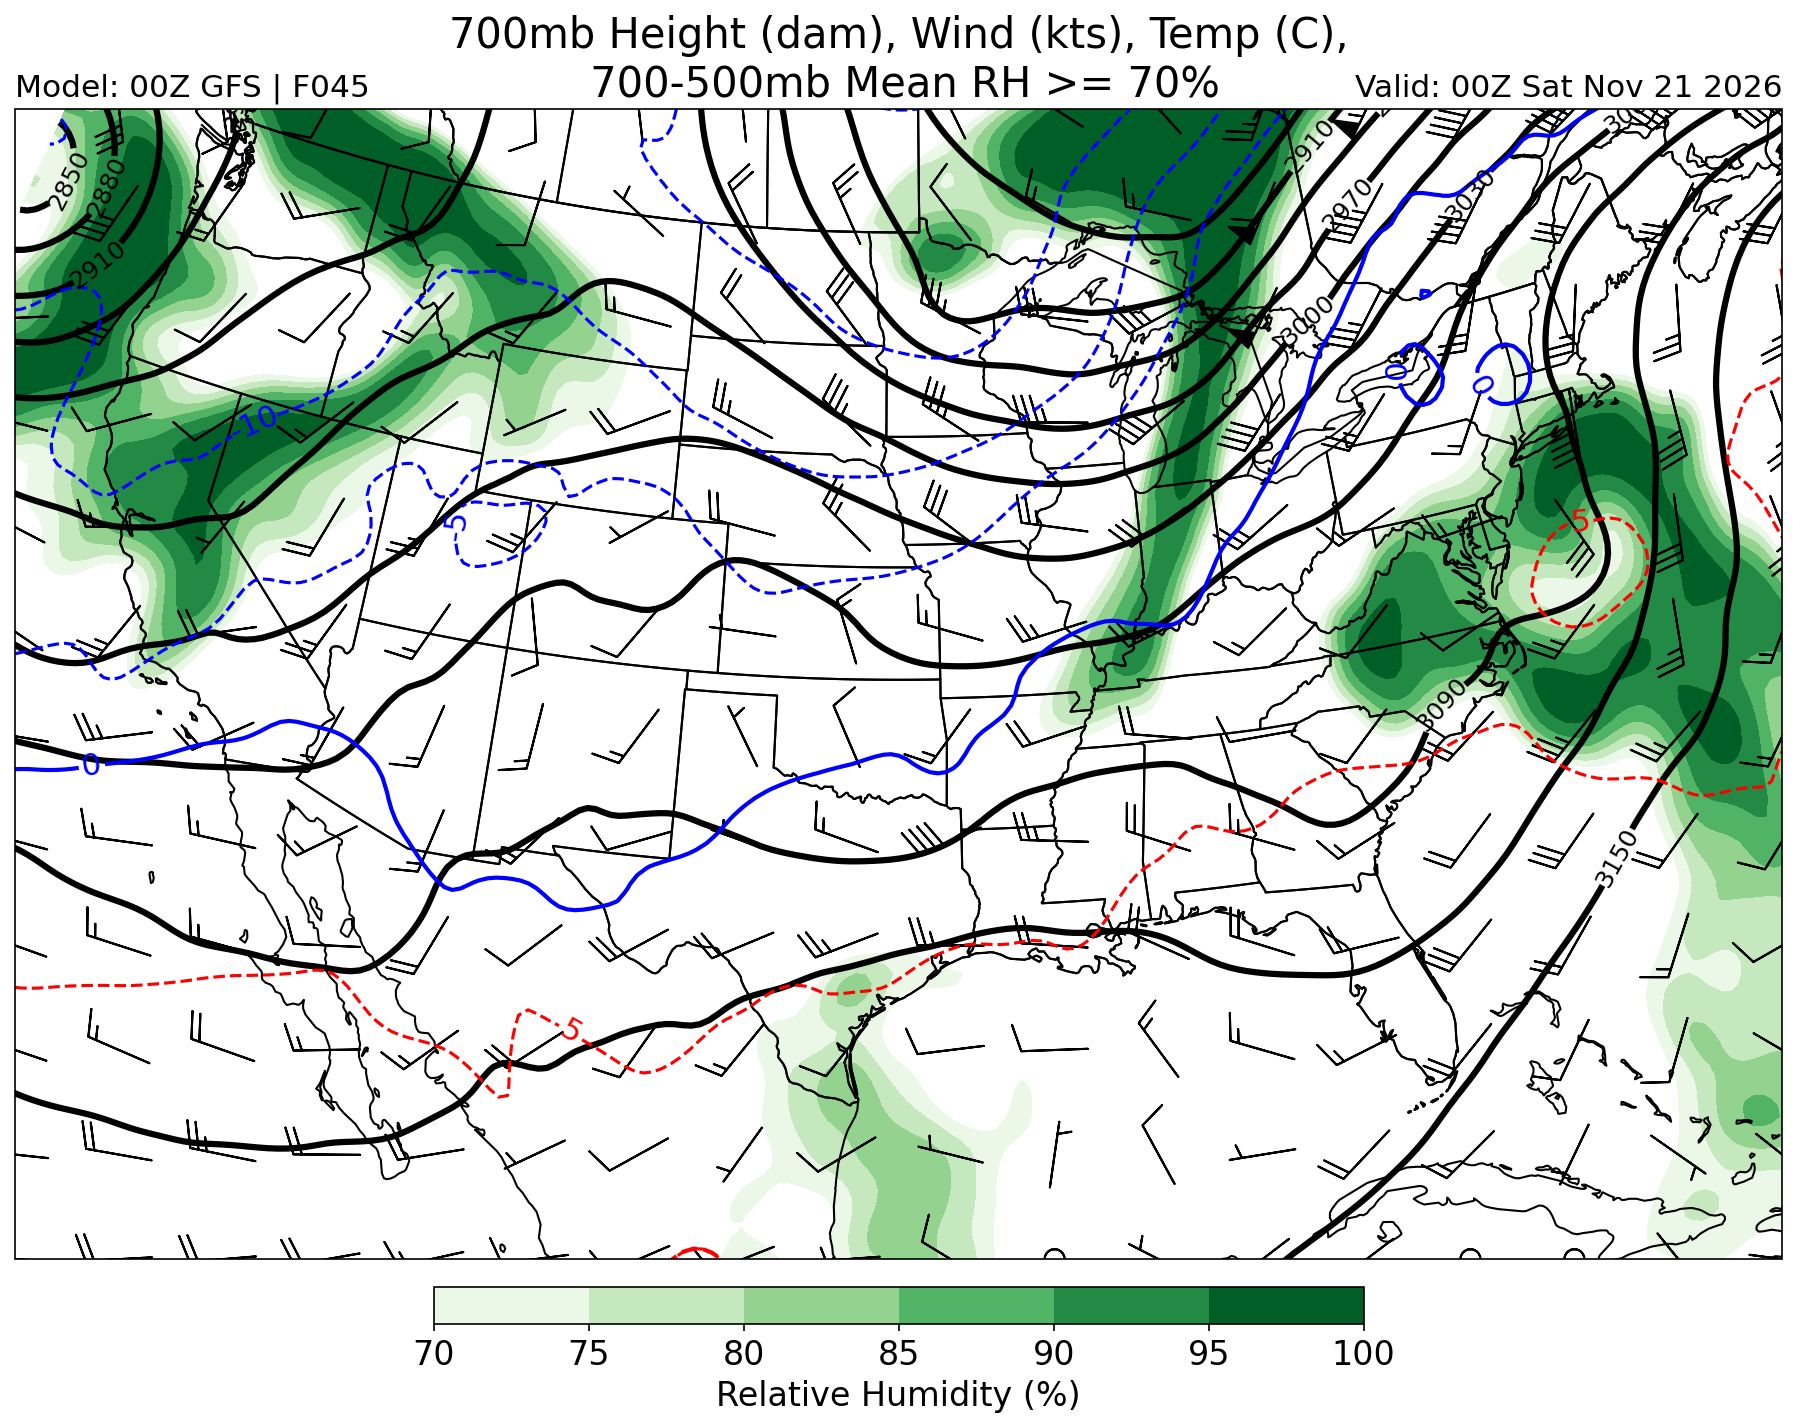 700mb Height (dam), Wind (kts), Temp (C),
Model: 00Z GFS | F045
700-500mb Mean RH >= 70%
Valid: 00Z Sat Nov 21 2026
2850
2880
2910
2910
2970
3030
30
3000
0
0
-10
-5
5
3090
0
3150
5
70 75 80 85 90 95 100
Relative Humidity (%)